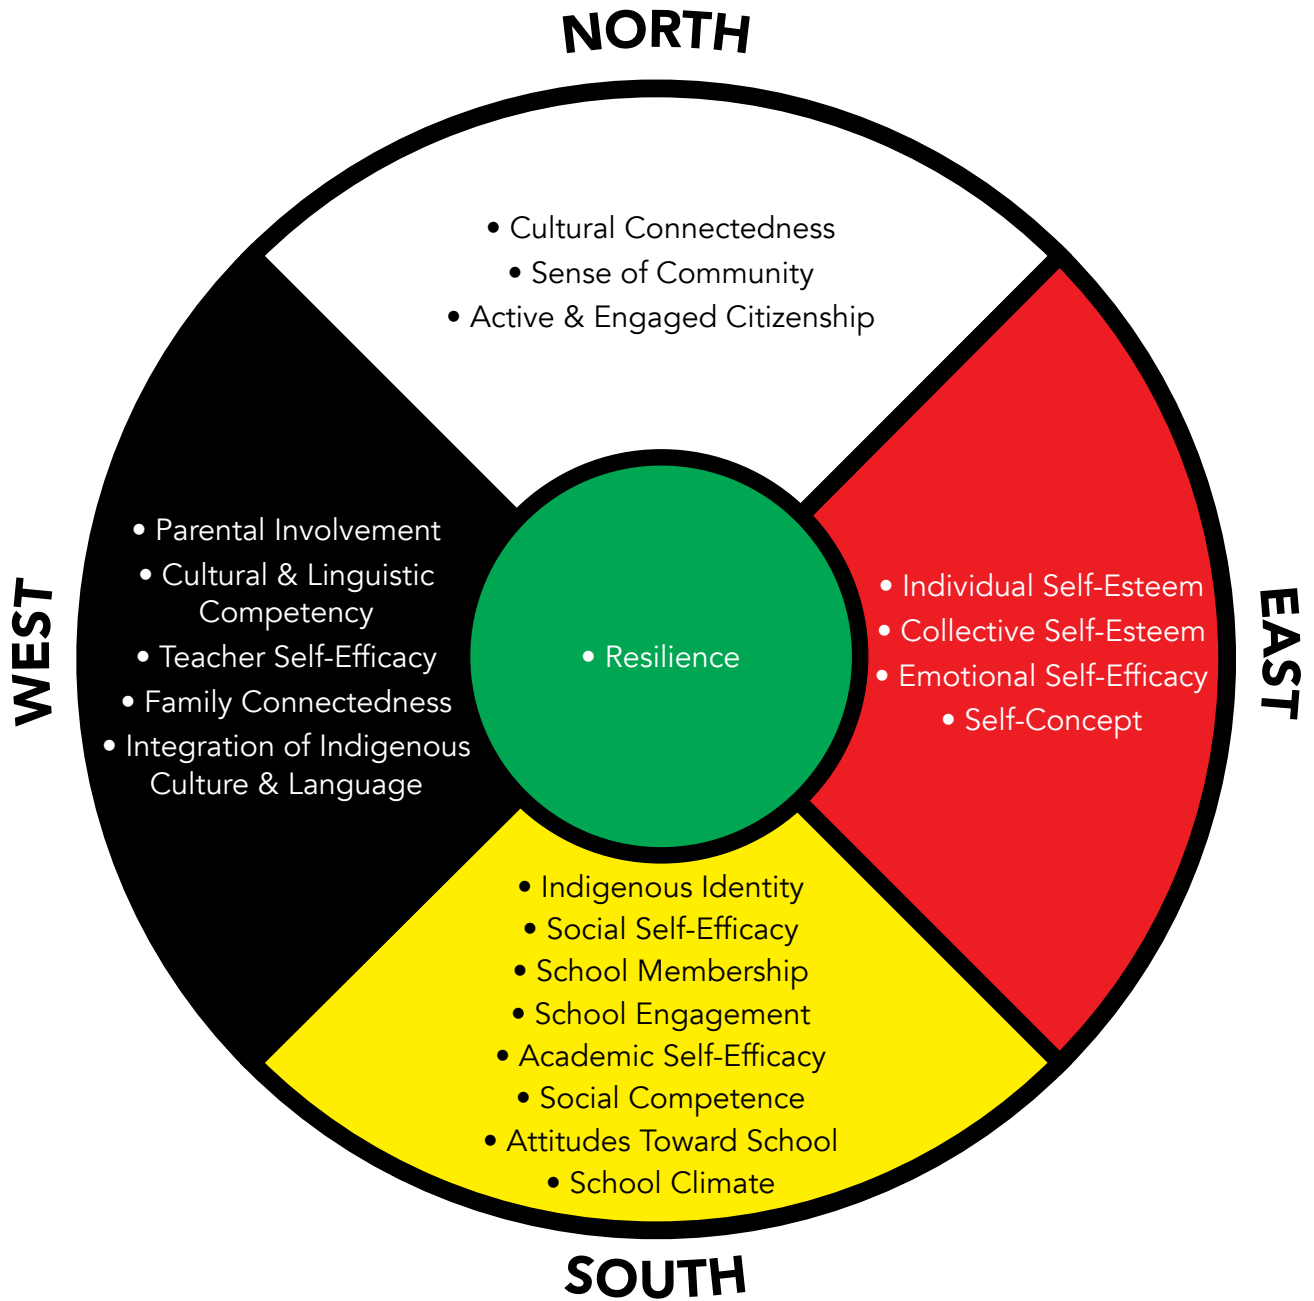 NORTH
• Cultural Connectedness
• Sense of Community
• Active & Engaged Citizenship
WEST
• Parental Involvement
• Cultural & Linguistic
Competency
• Teacher Self-Efficacy
• Family Connectedness
• Integration of Indigenous
Culture & Language
• Resilience
• Individual Self-Esteem
• Collective Self-Esteem
• Emotional Self-Efficacy
• Self-Concept
EAST
• Indigenous Identity
• Social Self-Efficacy
• School Membership
• School Engagement
• Academic Self-Efficacy
• Social Competence
• Attitudes Toward School
• School Climate
SOUTH